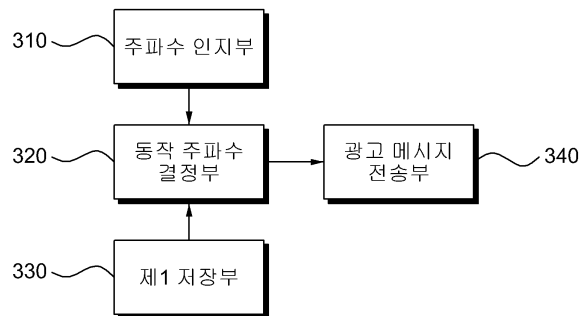 310
주파수 인지부
320
동작 주파수
결정부
광고 메시지
전송부
340
330
제1 저장부